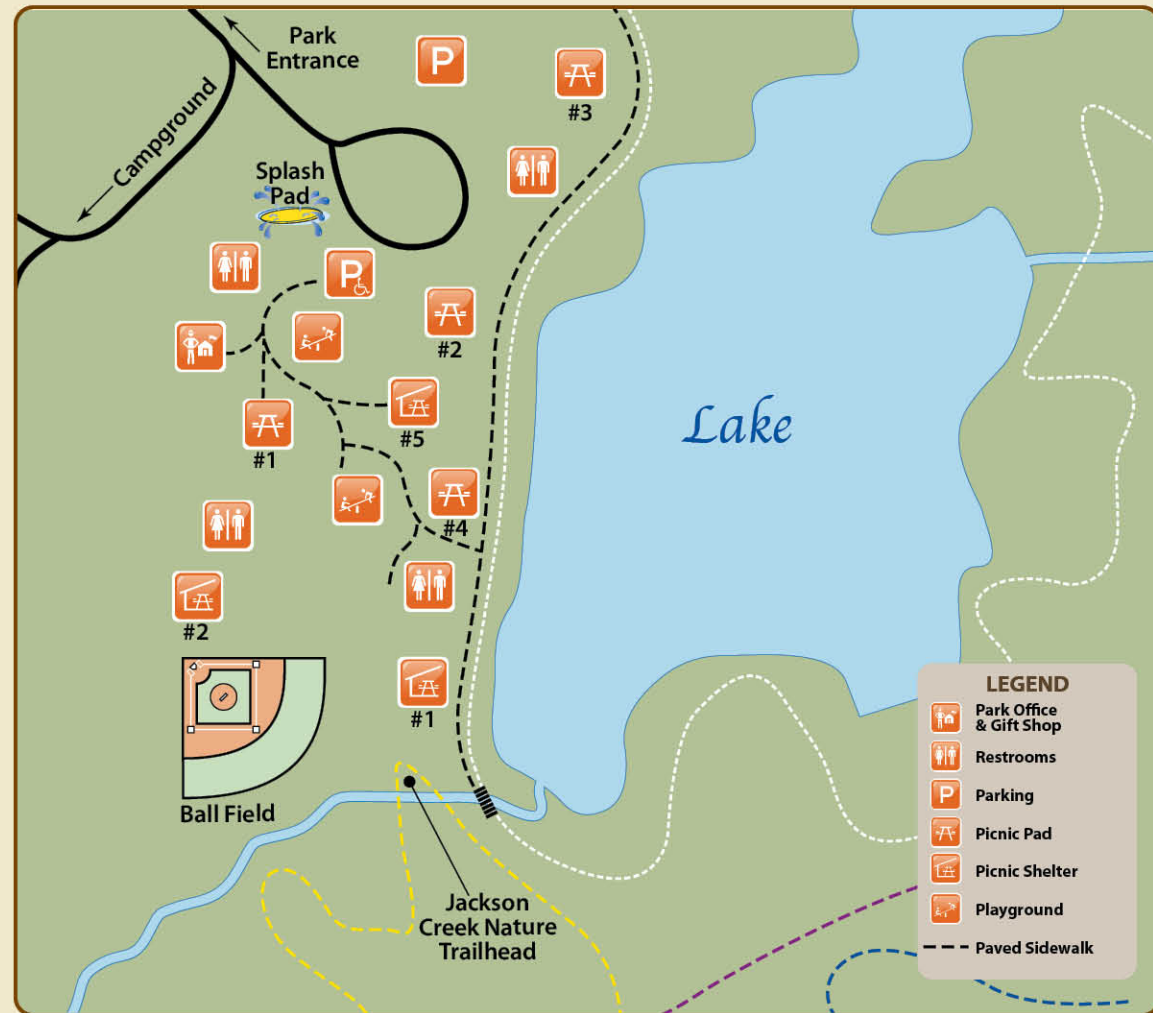 Park
Entrance
P
#3
Campground
Splash
Pad
P
#2
#5
#1
#4
#2
#1
Lake
Ball Field
Jackson
Creek Nature
Trailhead
LEGEND
Park Office
& Gift Shop
Restrooms
P Parking
Picnic Pad
Picnic Shelter
Playground
Paved Sidewalk